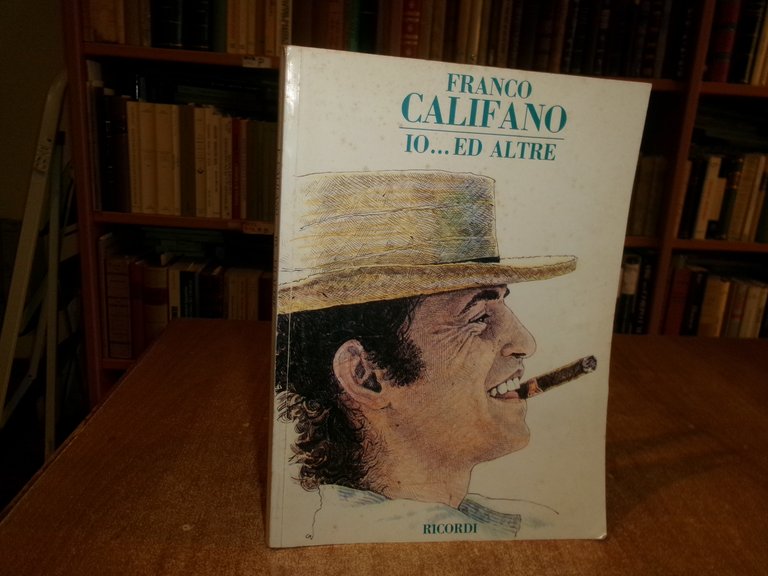 FRANCO
CALIFANO
IO...ED ALTRE
RICORDI